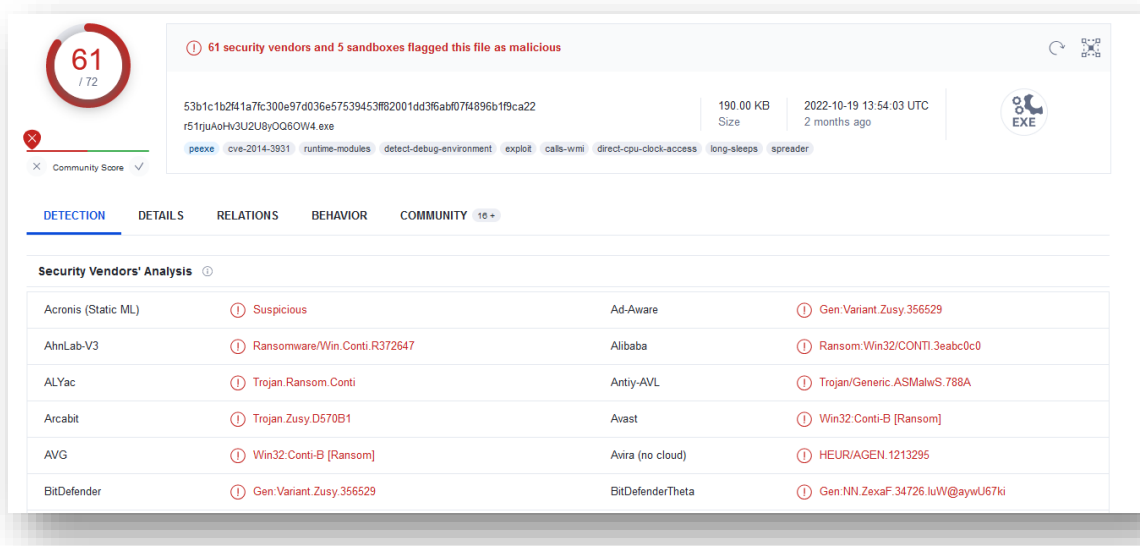 61
/ 72
Community Score
61 security vendors and 5 sandboxes flagged this file as malicious
53b1c1b2f41a7fc300e97d036e57539453ff82001dd3f6abf07f4896b1f9ca22
r51rjuAoHv3U2U8yOQ6OW4.exe
190.00 KB
Size
2022-10-19 13:54:03 UTC
2 months ago
EXE
peexe cve-2014-3931 runtime-modules detect-debug-environment exploit calls-wmi direct-cpu-clock-access long-sleeps spreader
DETECTION DETAILS RELATIONS BEHAVIOR COMMUNITY 16 +
Security Vendors' Analysis
Acronis (Static ML) Suspicious Ad-Aware Gen:Variant.Zusy.356529
AhnLab-V3 Ransomware/Win.Conti.R372647 Alibaba Ransom:Win32/CONTI.3eabc0c0
ALYac Trojan.Ransom.Conti Antiy-AVL Trojan/Generic.ASMalwS.788A
Arcabit Trojan.Zusy.D570B1 Avast Win32:Conti-B [Ransom]
AVG Win32:Conti-B [Ransom] Avira (no cloud) HEUR/AGEN.1213295
BitDefender Gen:Variant.Zusy.356529 BitDefenderTheta Gen:NN.ZexaF.34726.luW@aywU67ki